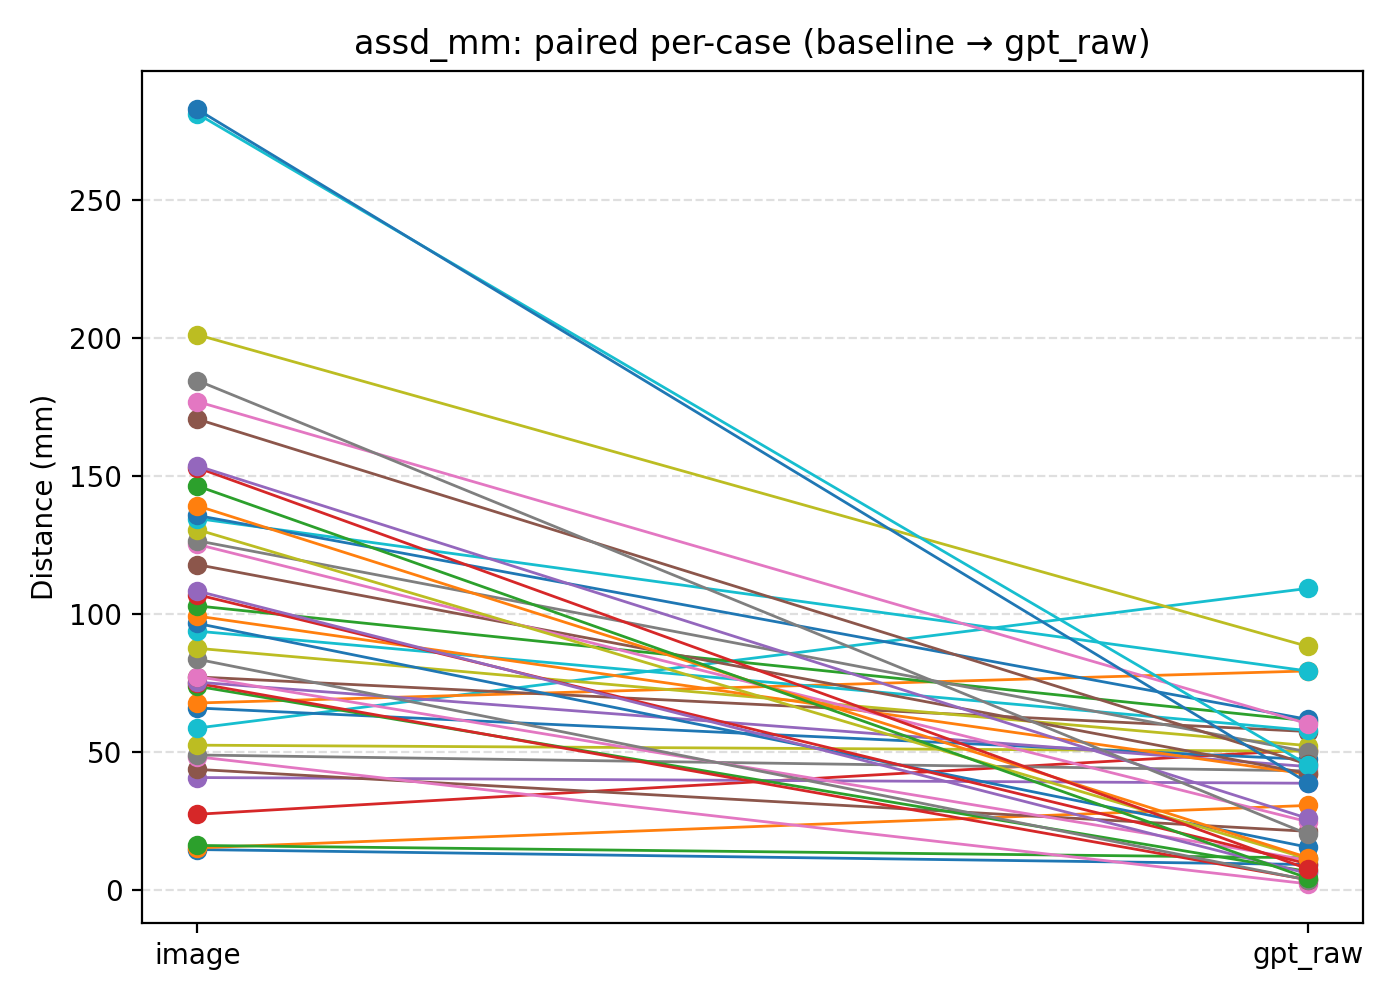 assd_mm: paired per-case (baseline → gpt_raw)
Distance (mm)
250
200
150
100
50
0
image
gpt_raw